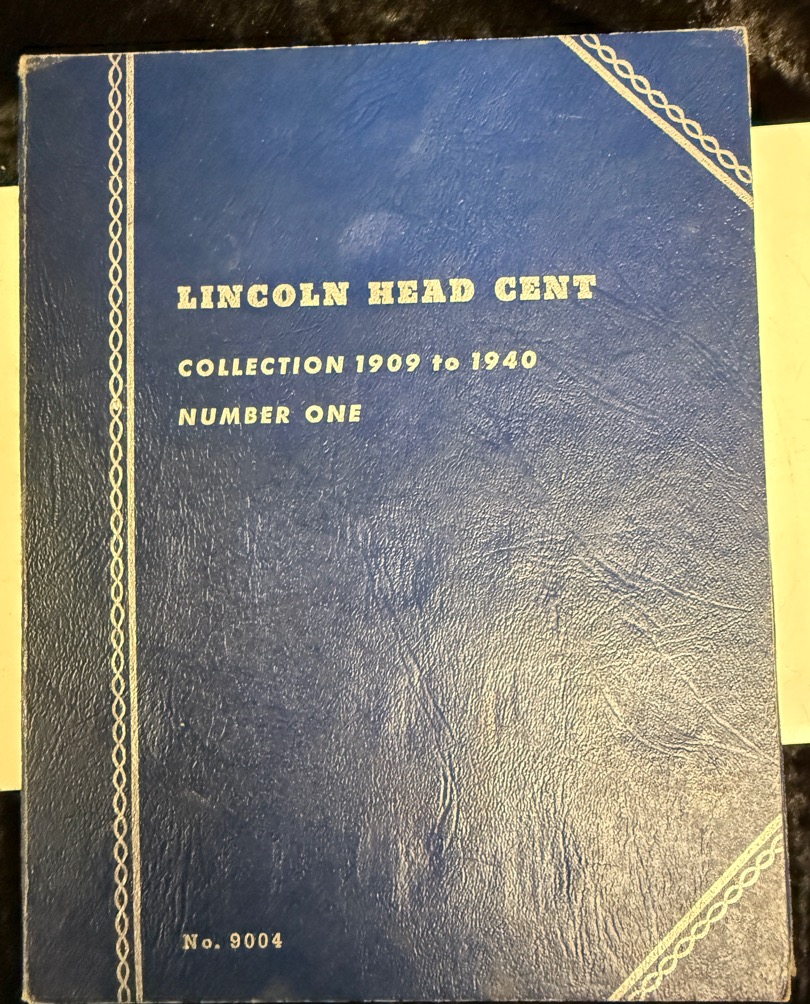 LINCOLN HEAD CENT
COLLECTION 1909 to 1940
NUMBER ONE
No. 9004